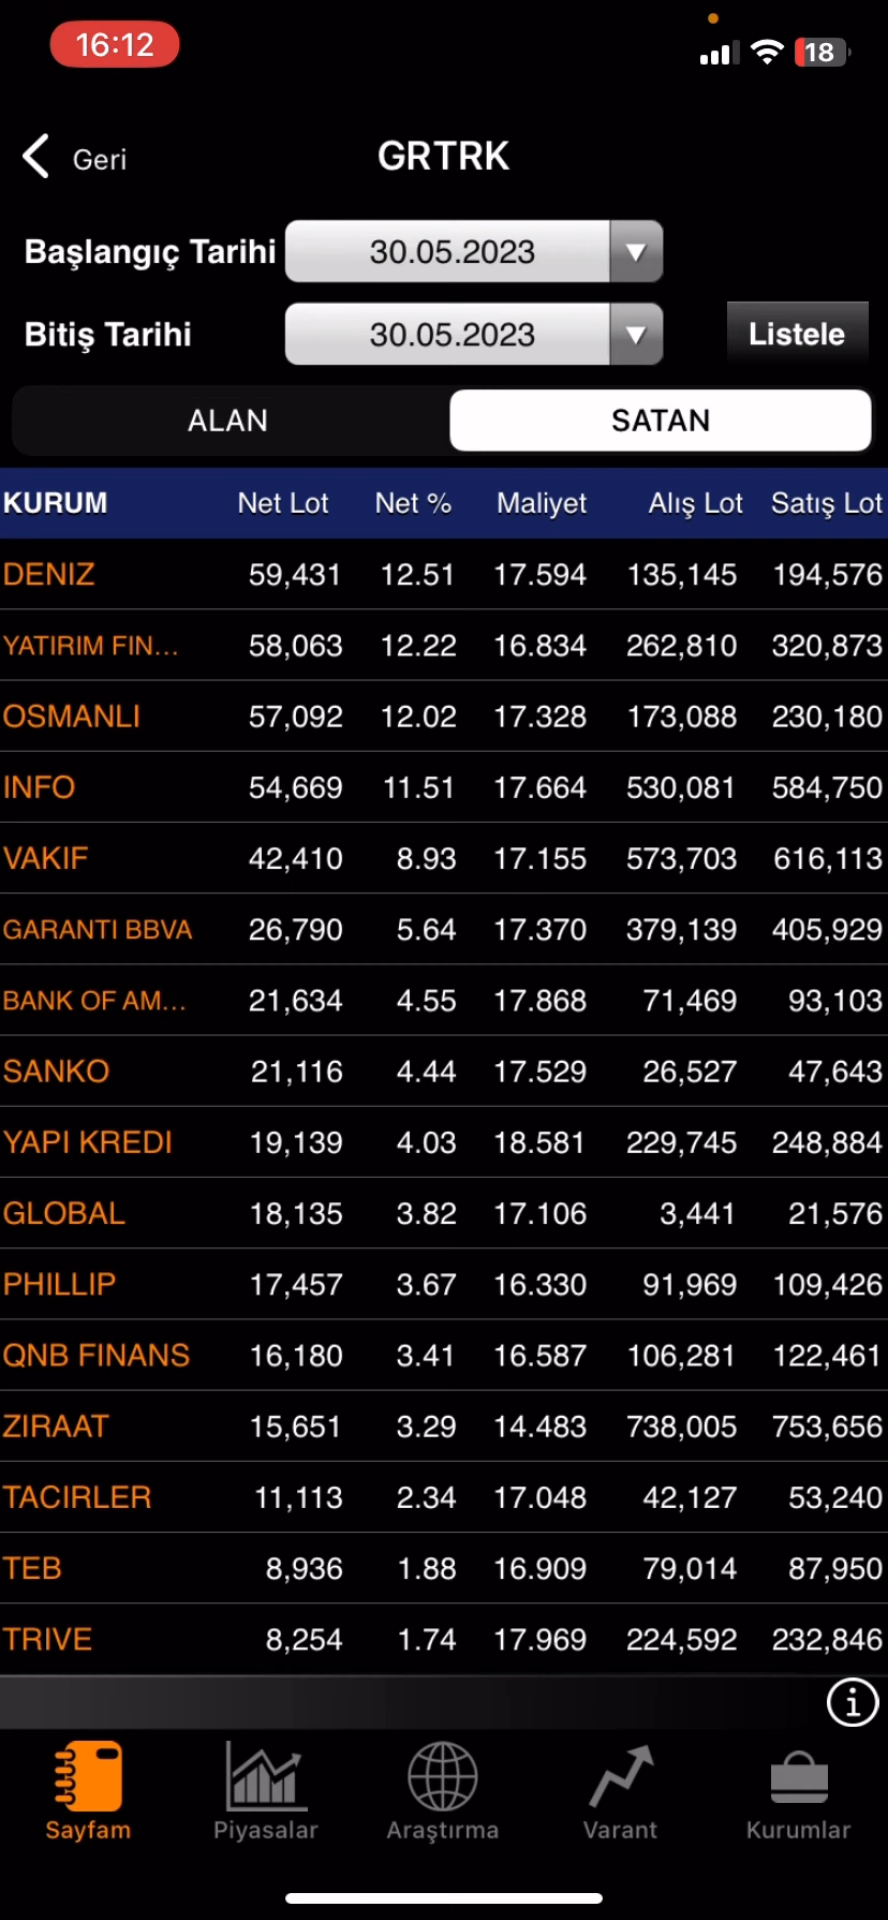 16:12
18
Geri
GRTRK
Başlangıç Tarihi 30.05.2023
Bitiş Tarihi 30.05.2023 Listele
ALAN SATAN
KURUM Net Lot Net % Maliyet Alış Lot Satış Lot
DENIZ 59,431 12.51 17.594 135,145 194,576
YATIRIM FIN... 58,063 12.22 16.834 262,810 320,873
OSMANLI 57,092 12.02 17.328 173,088 230,180
INFO 54,669 11.51 17.664 530,081 584,750
VAKIF 42,410 8.93 17.155 573,703 616,113
GARANTI BBVA 26,790 5.64 17.370 379,139 405,929
BANK OF AM... 21,634 4.55 17.868 71,469 93,103
SANKO 21,116 4.44 17.529 26,527 47,643
YAPI KREDI 19,139 4.03 18.581 229,745 248,884
GLOBAL 18,135 3.82 17.106 3,441 21,576
PHILLIP 17,457 3.67 16.330 91,969 109,426
QNB FINANS 16,180 3.41 16.587 106,281 122,461
ZIRAAT 15,651 3.29 14.483 738,005 753,656
TACIRLER 11,113 2.34 17.048 42,127 53,240
TEB 8,936 1.88 16.909 79,014 87,950
TRIVE 8,254 1.74 17.969 224,592 232,846
Sayfam Piyasalar Araştırma Varant Kurumlar